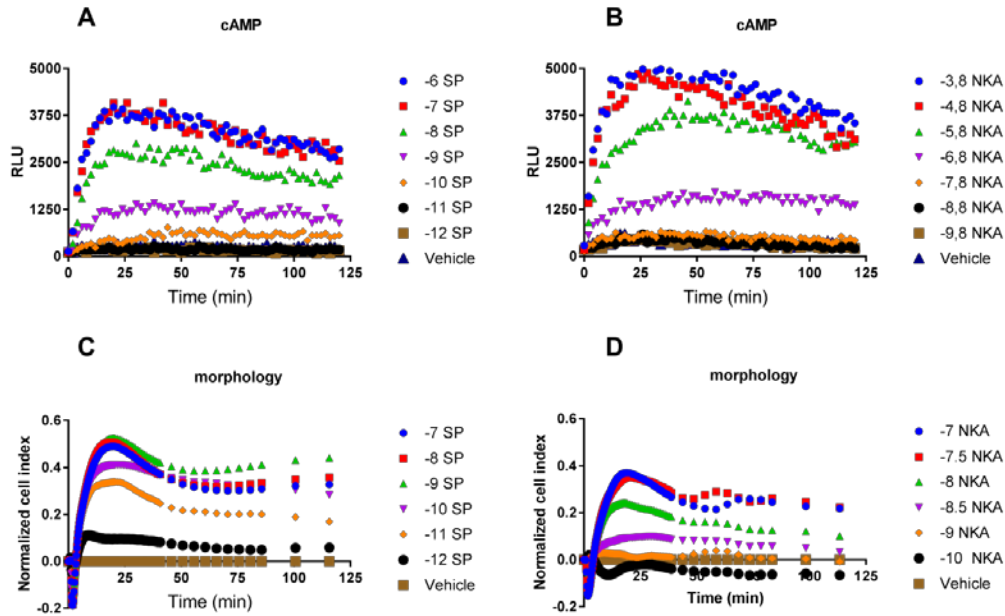 A
cAMP
RLU
5000
3750
2500
1250
0
0
25
50
75
100
125
Time (min)
-6 SP
-7 SP
-8 SP
-9 SP
-10 SP
-11 SP
-12 SP
Vehicle
B
cAMP
RLU
5000
3750
2500
1250
0
0
25
50
75
100
125
Time (min)
-3,8 NKA
-4,8 NKA
-5,8 NKA
-6,8 NKA
-7,8 NKA
-8,8 NKA
-9,8 NKA
Vehicle
C
morphology
Normalized cell index
0.6
0.4
0.2
0.0
-0.2
25
50
75
100
125
Time (min)
-7 SP
-8 SP
-9 SP
-10 SP
-11 SP
-12 SP
Vehicle
D
morphology
Normalized cell index
0.6
0.4
0.2
0.0
-0.2
25
50
75
100
125
Time (min)
-7 NKA
-7.5 NKA
-8 NKA
-8.5 NKA
-9 NKA
-10 NKA
Vehicle